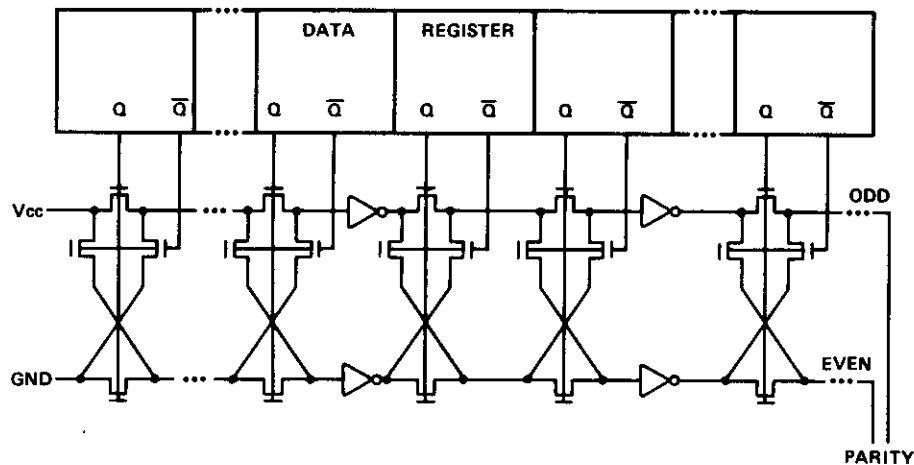 DATA REGISTER
Q Q̅ Q Q̅ Q Q̅ Q Q̅ Q Q̅
Vcc
ODD
GND
EVEN
PARITY